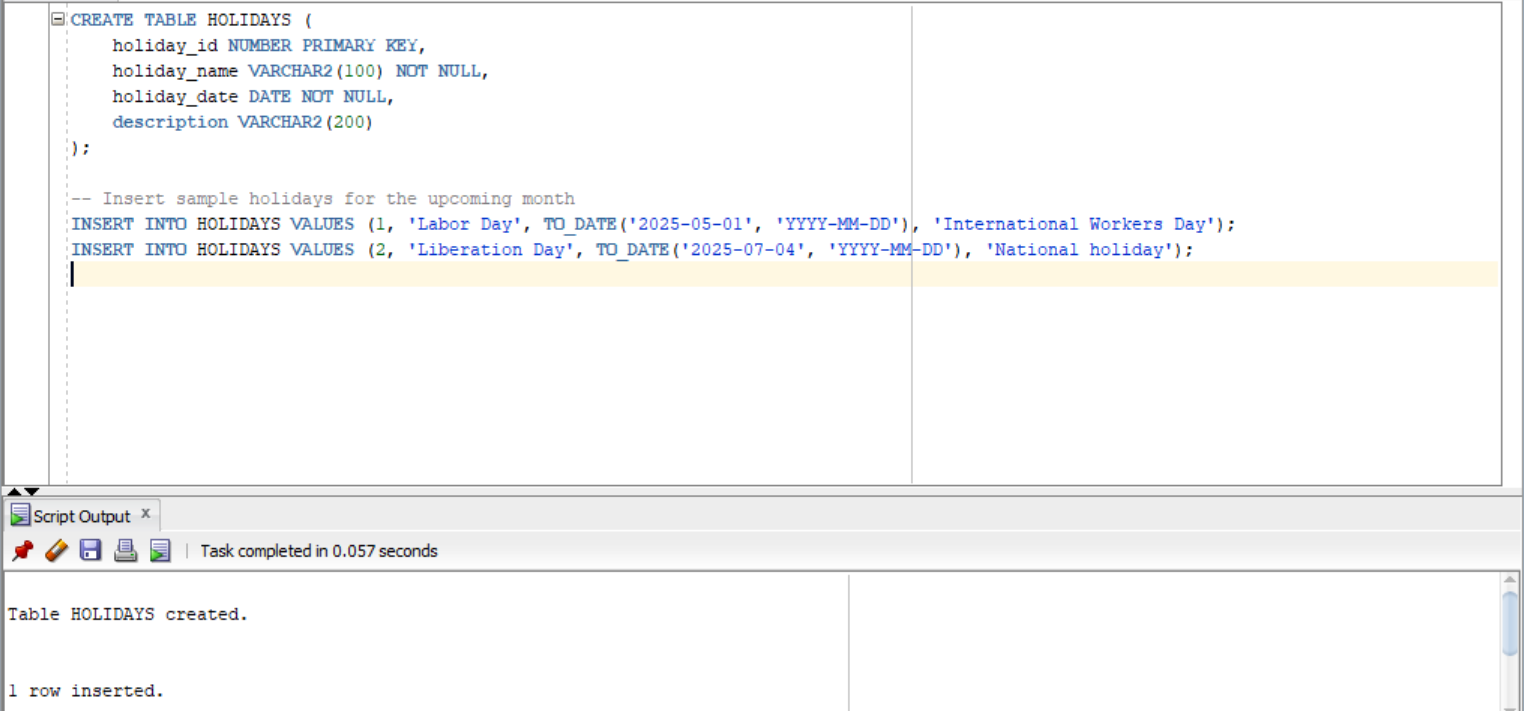 CREATE TABLE HOLIDAYS (
    holiday_id NUMBER PRIMARY KEY,
    holiday_name VARCHAR2(100) NOT NULL,
    holiday_date DATE NOT NULL,
    description VARCHAR2(200)
);
-- Insert sample holidays for the upcoming month
INSERT INTO HOLIDAYS VALUES (1, 'Labor Day', TO_DATE('2025-05-01', 'YYYY-MM-DD'), 'International Workers Day');
INSERT INTO HOLIDAYS VALUES (2, 'Liberation Day', TO_DATE('2025-07-04', 'YYYY-MM-DD'), 'National holiday');
Script Output x
Task completed in 0.057 seconds
Table HOLIDAYS created.
1 row inserted.